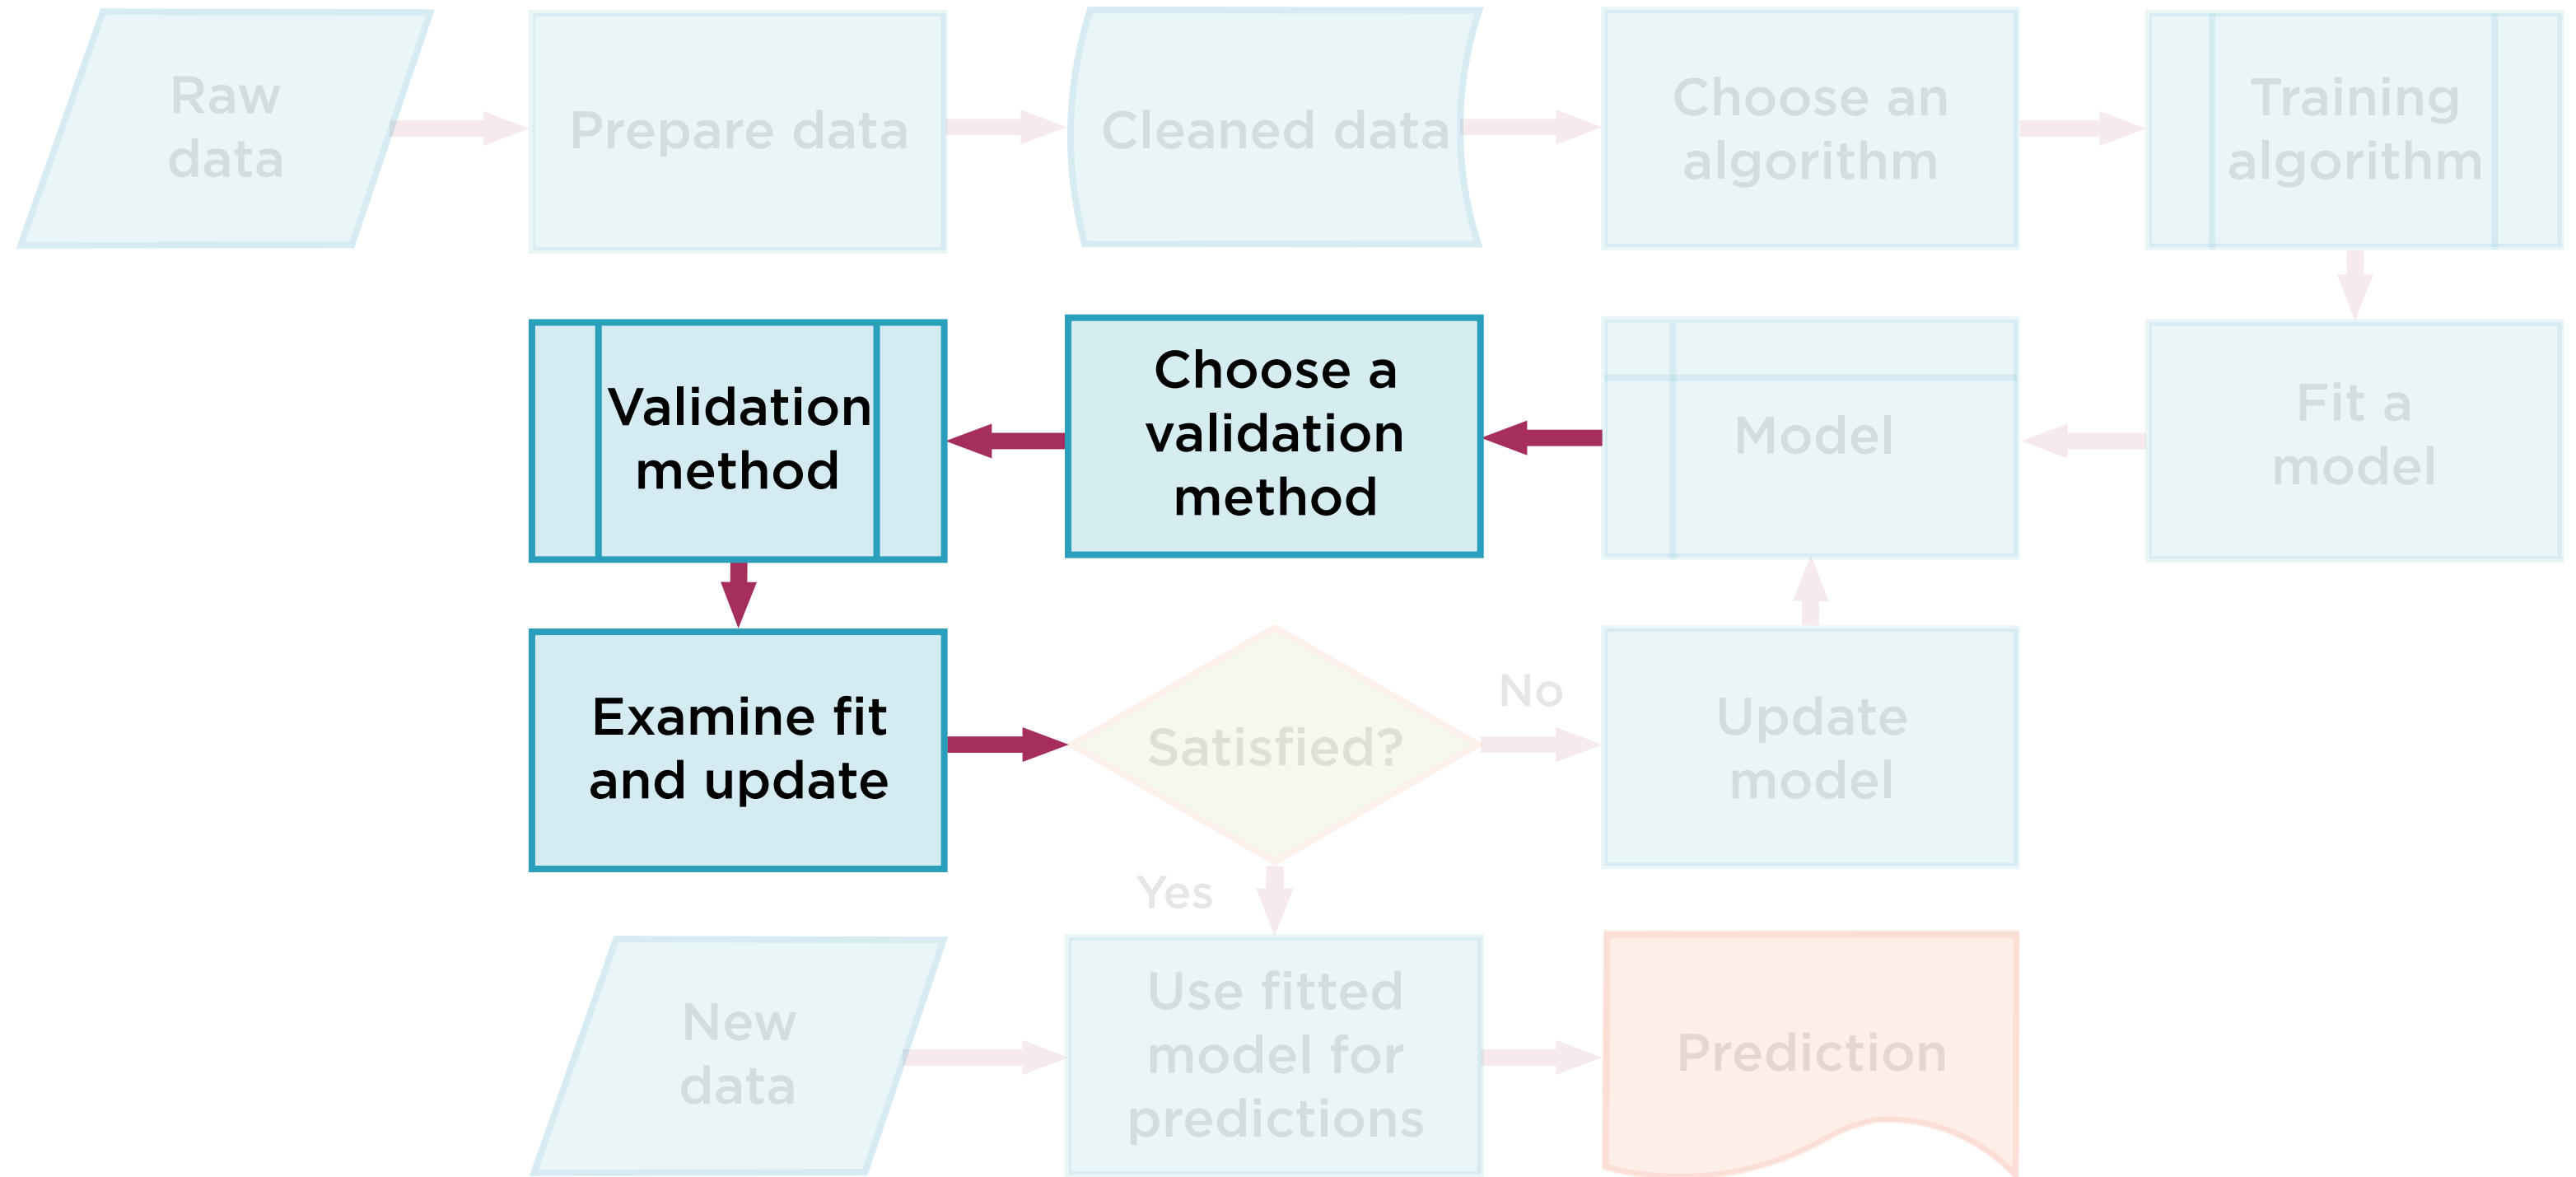 Raw
data
Prepare data
Cleaned data
Choose an
algorithm
Training
algorithm
Validation
method
Choose a
validation
method
Model
Fit a
model
Examine fit
and update
Satisfied?
No
Update
model
Yes
New
data
Use fitted
model for
predictions
Prediction